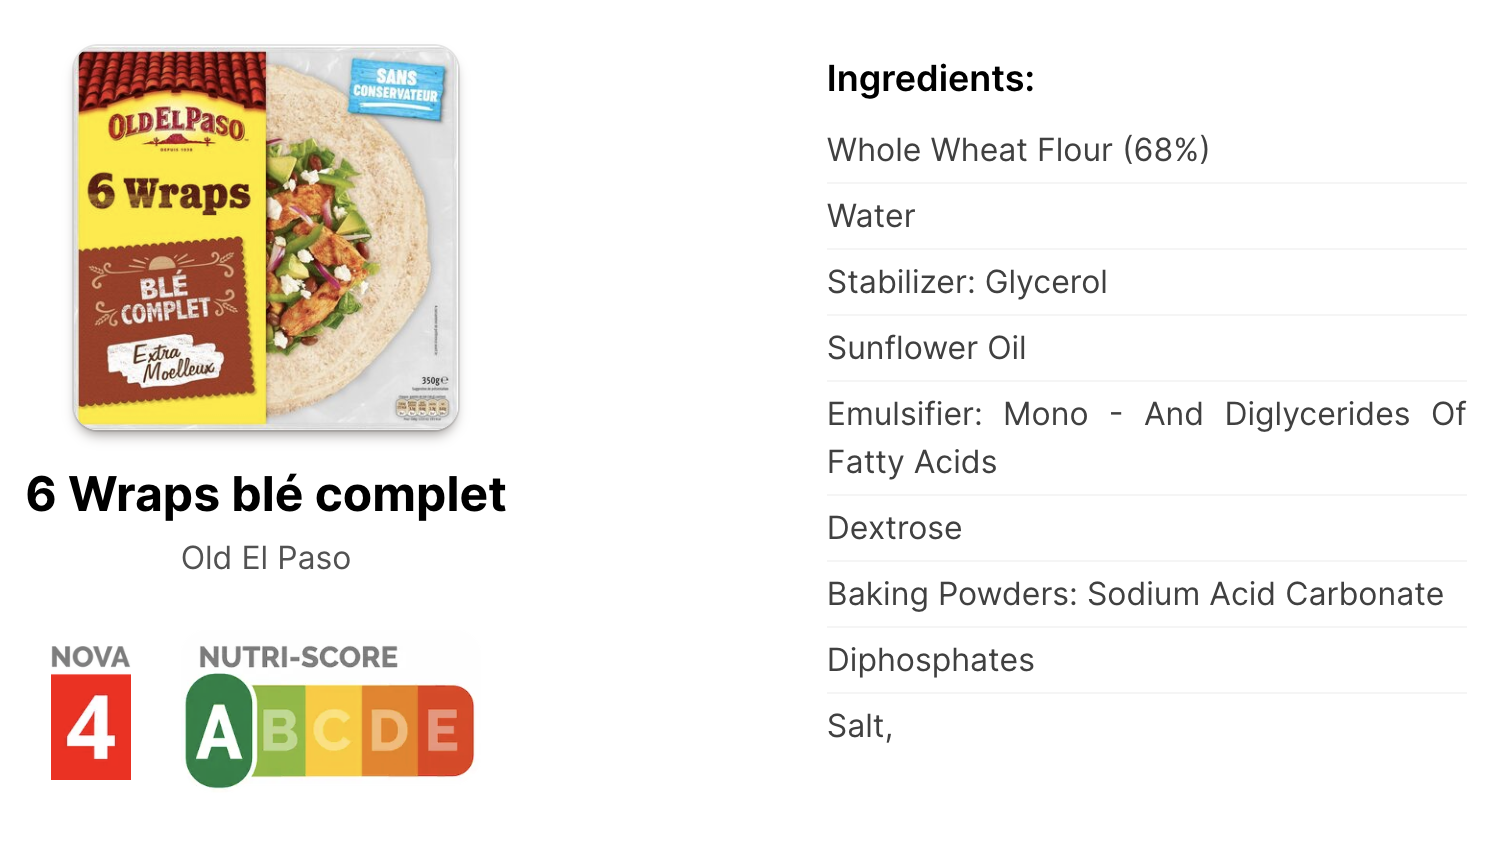 OLD EL PASO
DEPUIS 1938
6 Wraps
BLÉ
COMPLET
Extra
Moelleux
SANS
CONSERVATEUR
350g℮
6 Wraps blé complet
Old El Paso
NOVA
4
NUTRI-SCORE
A B C D E
Ingredients:
Whole Wheat Flour (68%)
Water
Stabilizer: Glycerol
Sunflower Oil
Emulsifier: Mono - And Diglycerides Of
Fatty Acids
Dextrose
Baking Powders: Sodium Acid Carbonate
Diphosphates
Salt,